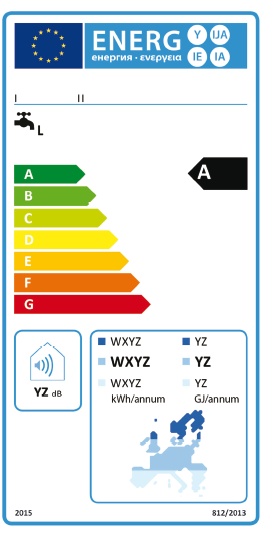 ENERG Y IJA
енергия · ενεργεια IE IA
I II
L
A A
B
C
D
E
F
G
WXYZ YZ
WXYZ YZ
WXYZ YZ
YZ dB
kWh/annum GJ/annum
2015 812/2013